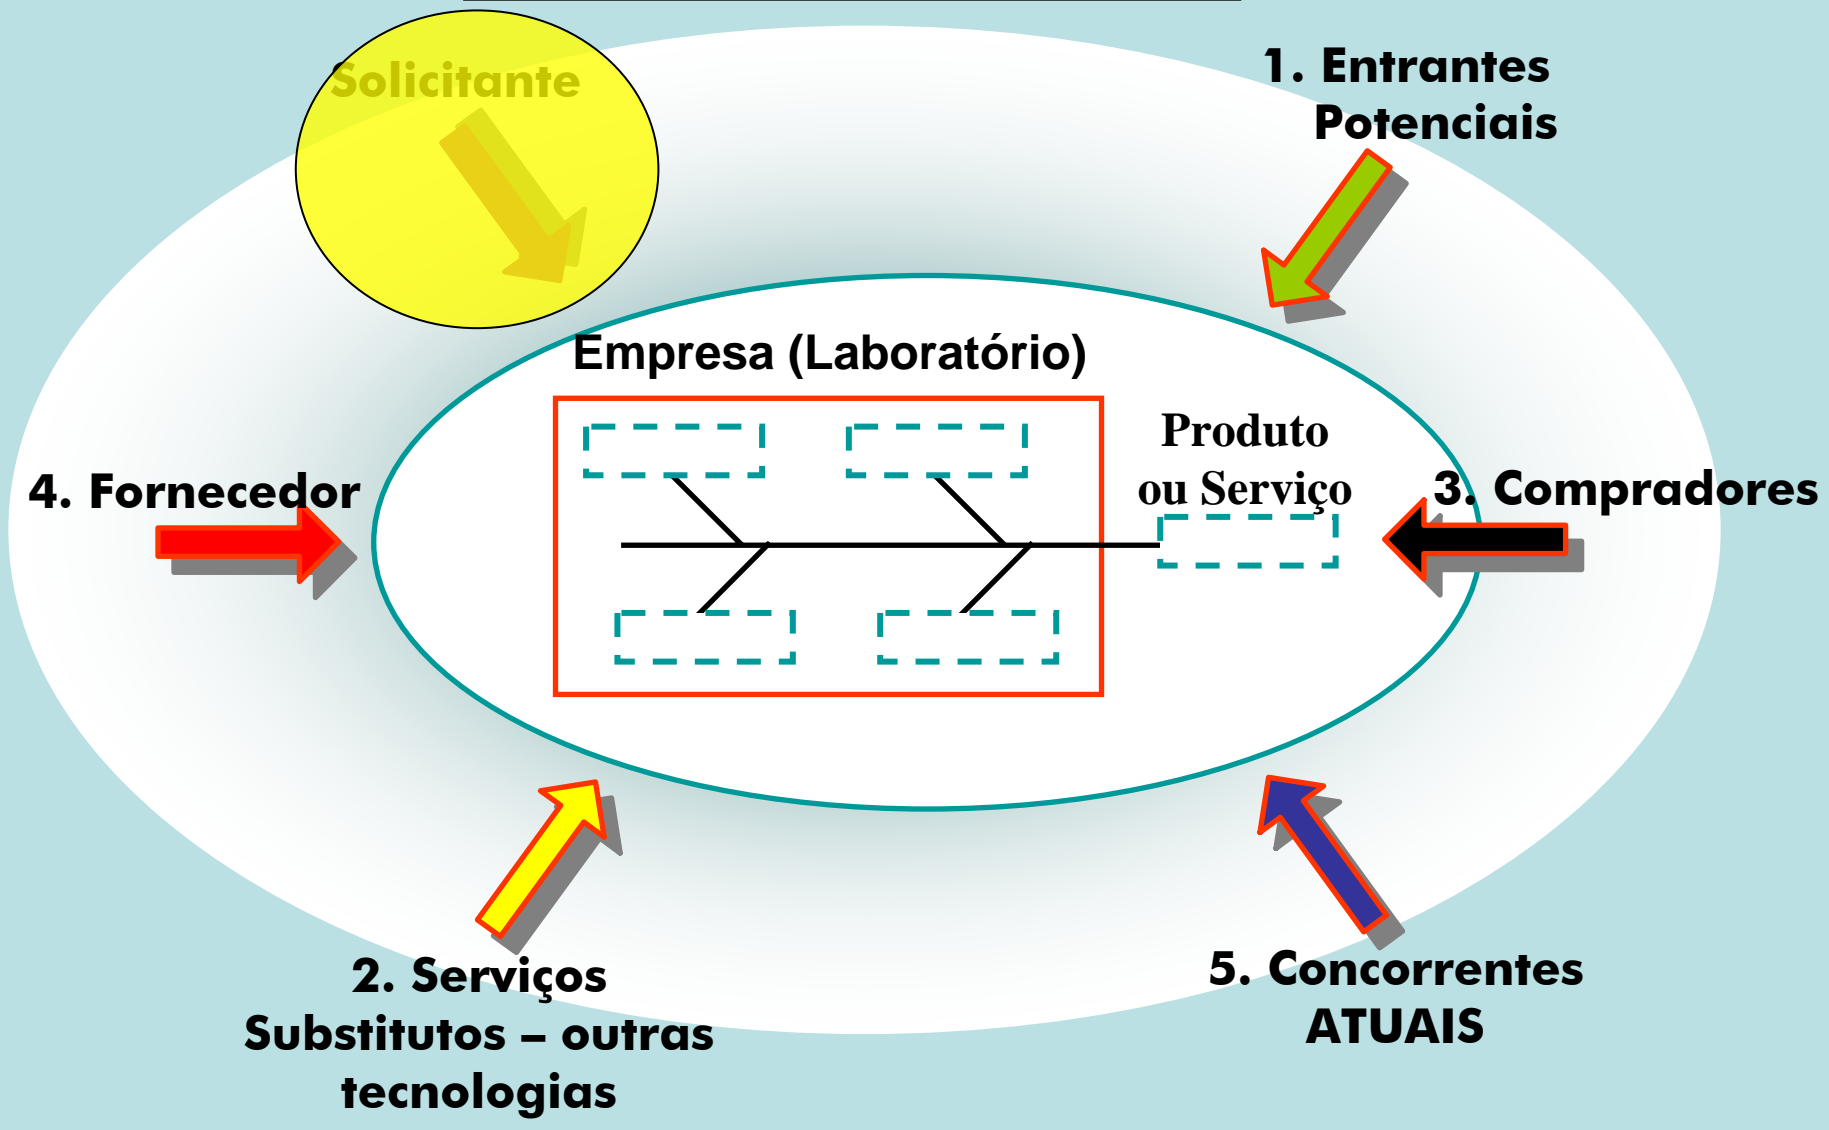 Solicitante
1. Entrantes
Potenciais
Empresa (Laboratório)
Produto
ou Serviço
4. Fornecedor
3. Compradores
2. Serviços
Substitutos – outras
tecnologias
5. Concorrentes
ATUAIS